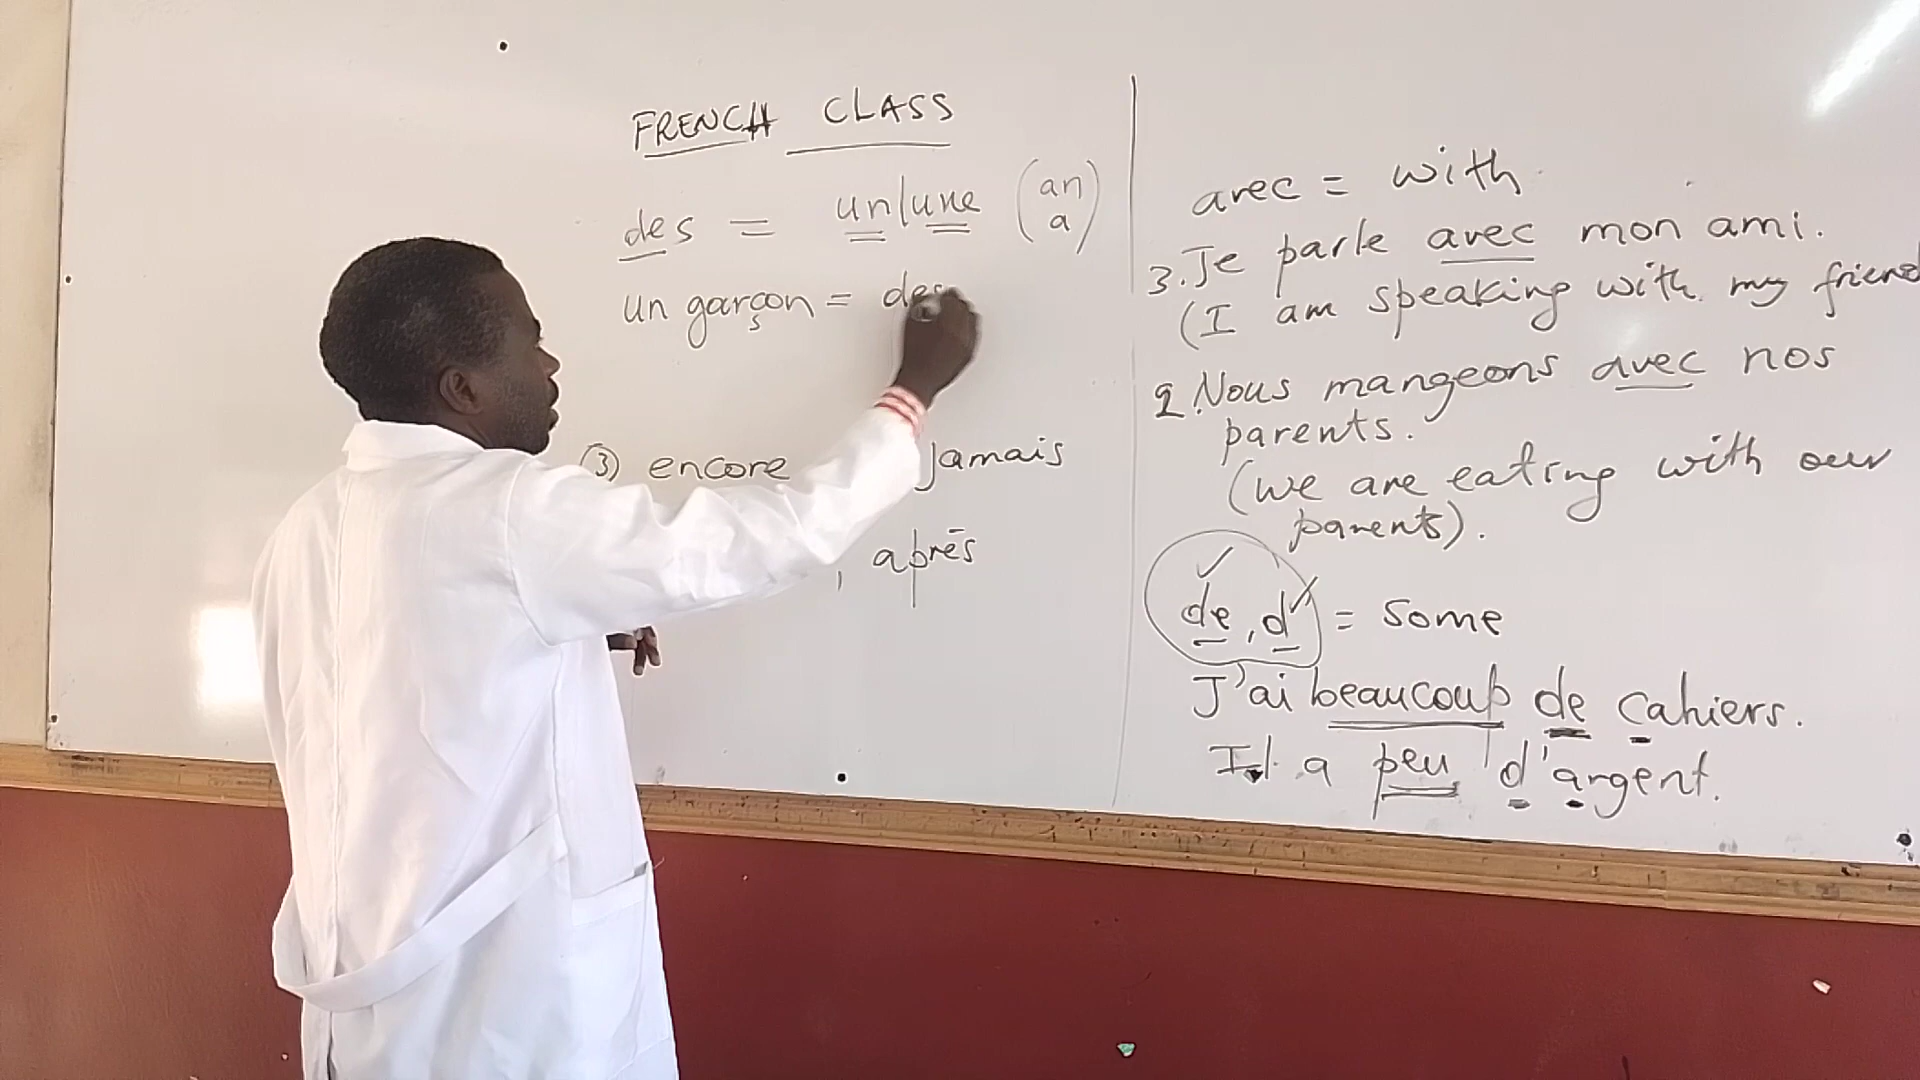 FRENCH CLASS
des = un/une (an a)
un garçon = des
(3) encore jamais
, après
avec = with
3. Je parle avec mon ami.
(I am speaking with my friend
2. Nous mangeons avec nos
parents.
(we are eating with our
parents).
de, d' = some
J'ai beaucoup de cahiers.
Il a peu d'argent.